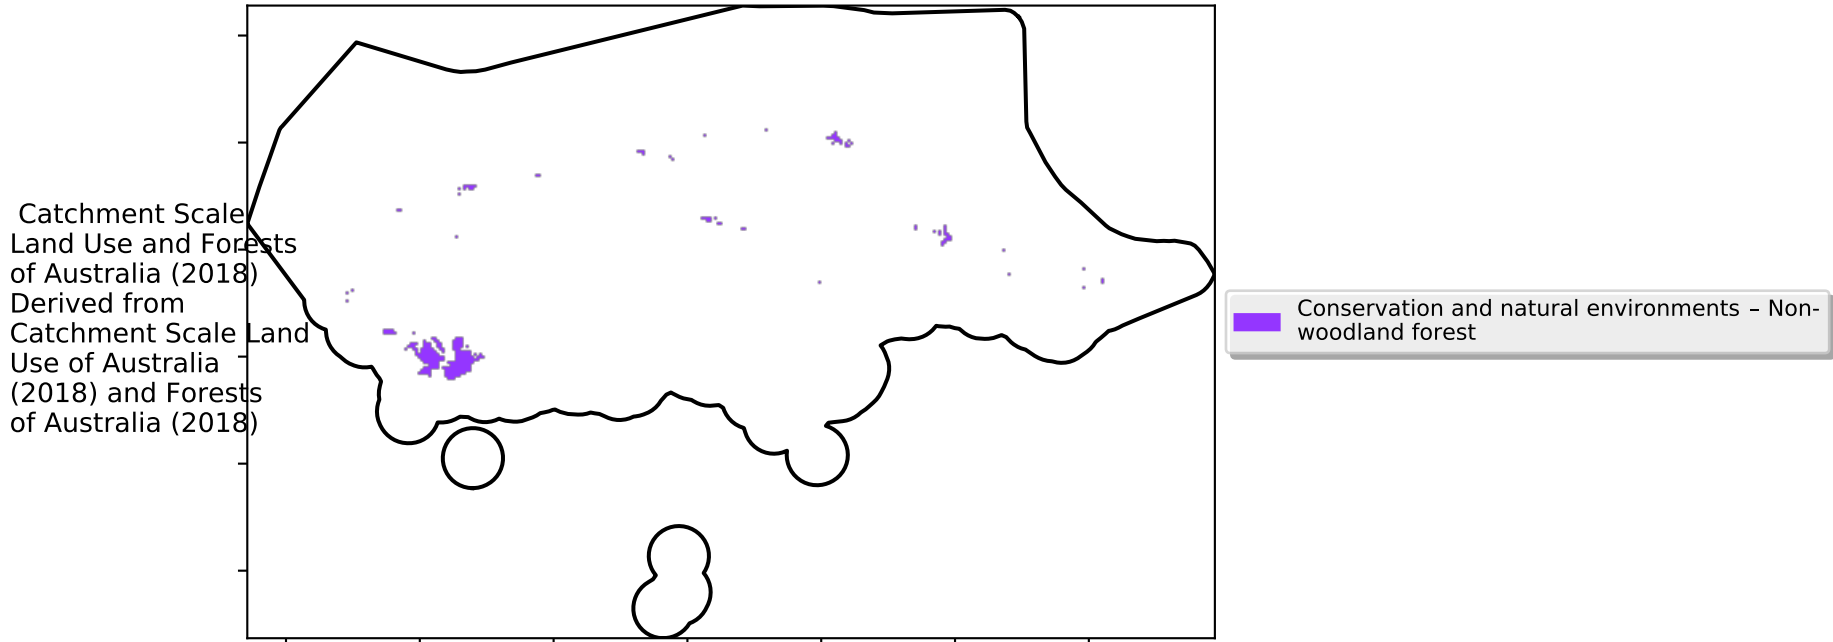 Catchment Scale
Land Use and Forests
of Australia (2018)
Derived from
Catchment Scale Land
Use of Australia
(2018) and Forests
of Australia (2018)
Conservation and natural environments – Non-
woodland forest